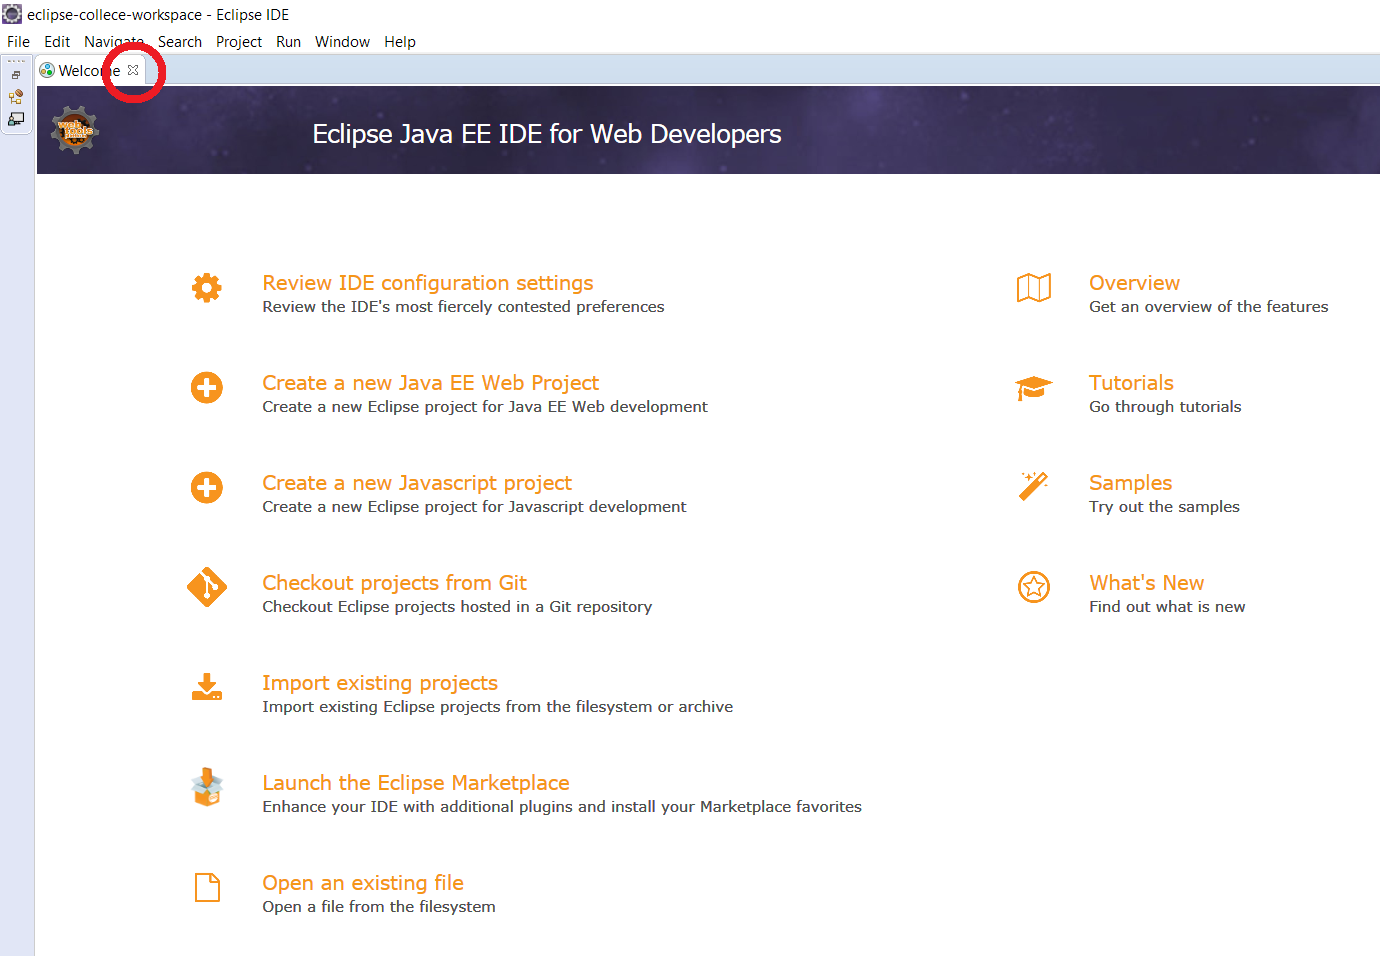 eclipse-collece-workspace - Eclipse IDE
File Edit Navigate Search Project Run Window Help
Welcome
web tools
Eclipse Java EE IDE for Web Developers
Review IDE configuration settings
Review the IDE's most fiercely contested preferences
Create a new Java EE Web Project
Create a new Eclipse project for Java EE Web development
Create a new Javascript project
Create a new Eclipse project for Javascript development
Checkout projects from Git
Checkout Eclipse projects hosted in a Git repository
Import existing projects
Import existing Eclipse projects from the filesystem or archive
Launch the Eclipse Marketplace
Enhance your IDE with additional plugins and install your Marketplace favorites
Open an existing file
Open a file from the filesystem
Overview
Get an overview of the features
Tutorials
Go through tutorials
Samples
Try out the samples
What's New
Find out what is new